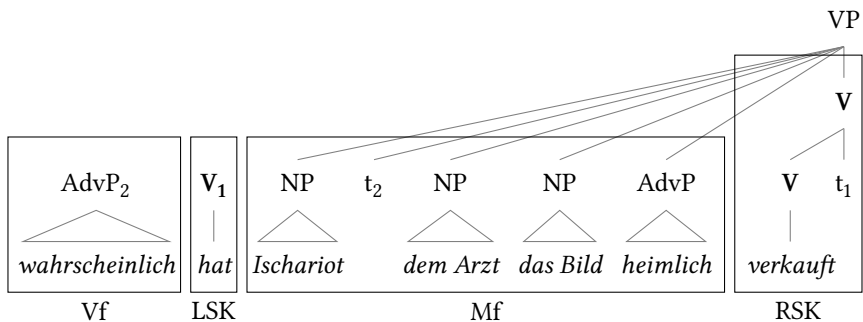 VP
V
AdvP₂ V₁ NP t₂ NP NP AdvP V t₁
wahrscheinlich hat Ischariot dem Arzt das Bild heimlich verkauft
Vf LSK Mf RSK